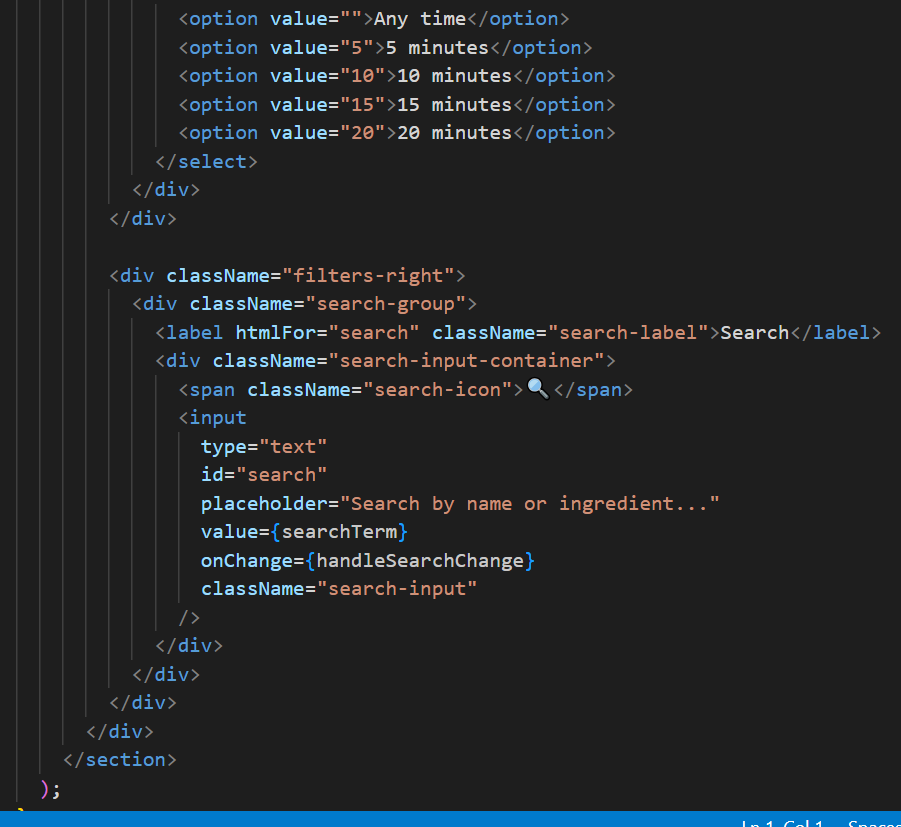 <option value="">Any time</option>
<option value="5">5 minutes</option>
<option value="10">10 minutes</option>
<option value="15">15 minutes</option>
<option value="20">20 minutes</option>
</select>
</div>
</div>
<div className="filters-right">
<div className="search-group">
<label htmlFor="search" className="search-label">Search</label>
<div className="search-input-container">
<span className="search-icon">🔍</span>
<input
type="text"
id="search"
placeholder="Search by name or ingredient..."
value={searchTerm}
onChange={handleSearchChange}
className="search-input"
/>
</div>
</div>
</div>
</div>
</section>
);
Ln 1, Col 1